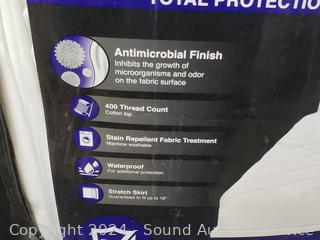 TOTAL PROTECTION
Antimicrobial Finish
Inhibits the growth of
microorganisms and odor
on the fabric surface
400 Thread Count
Cotton top
Stain Repellent Fabric Treatment
Machine washable
Waterproof
For additional protection
Stretch Skirt
Guaranteed to fit up to 18"
Copyright 2024 - Sound Auction Service -